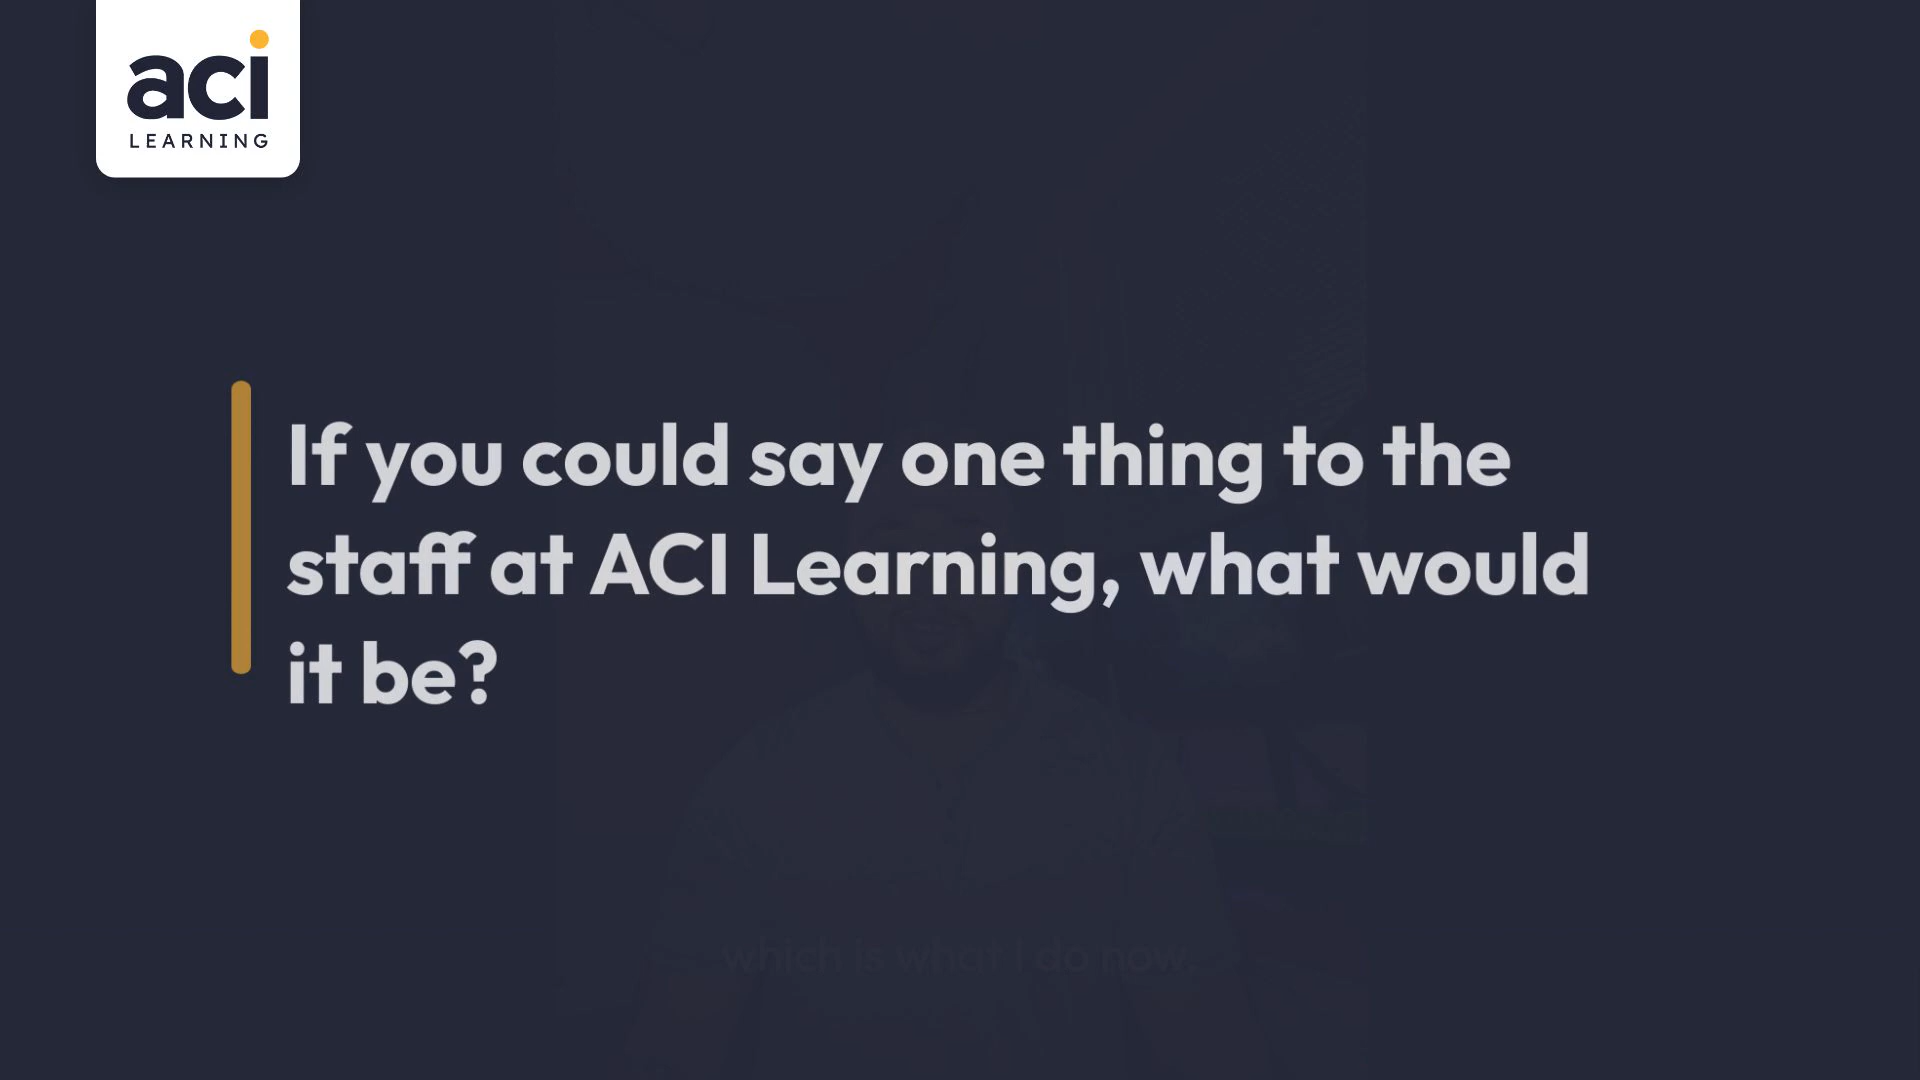 aci
LEARNING
If you could say one thing to the
staff at ACI Learning, what would
it be?
which is what I do now.